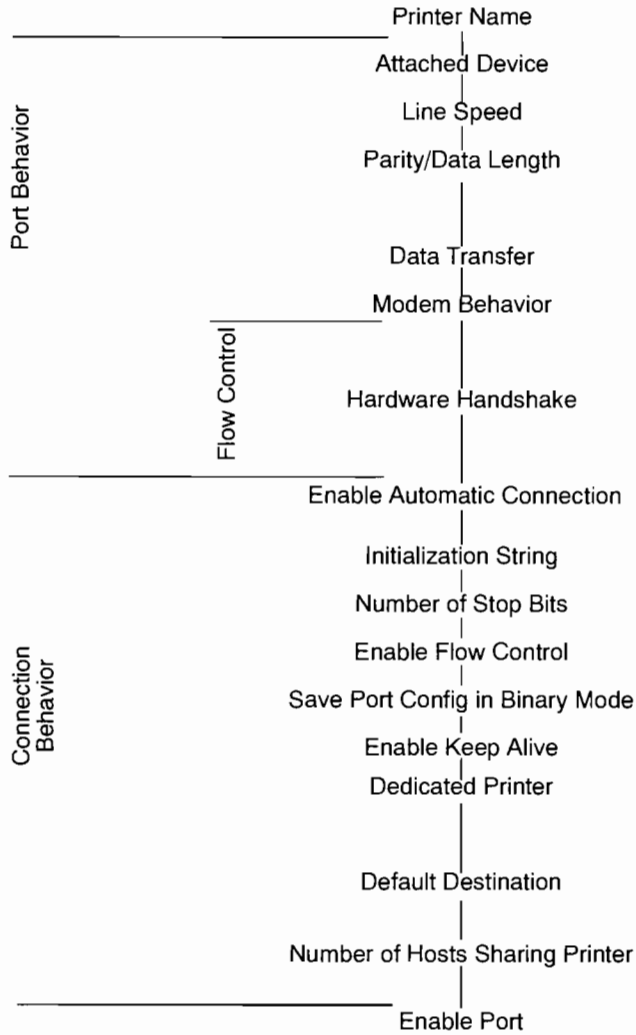 Printer Name
Attached Device
Line Speed
Parity/Data Length
Port Behavior
Data Transfer
Modem Behavior
Flow Control
Hardware Handshake
Enable Automatic Connection
Initialization String
Number of Stop Bits
Enable Flow Control
Save Port Config in Binary Mode
Connection
Behavior
Enable Keep Alive
Dedicated Printer
Default Destination
Number of Hosts Sharing Printer
Enable Port